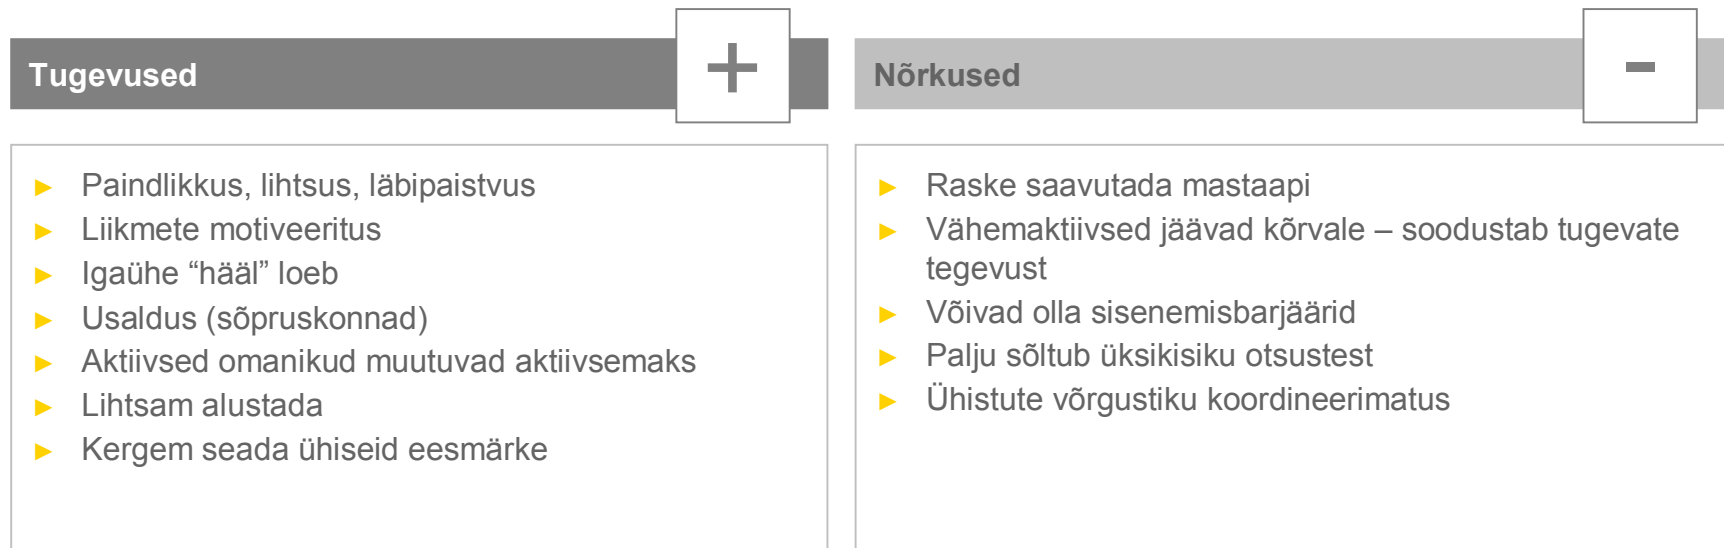 Tugevused
+
► Paindlikkus, lihtsus, läbipaistvus
► Liikmete motiveeritus
► Igaühe “hääl” loeb
► Usaldus (sõpruskonnad)
► Aktiivsed omanikud muutuvad aktiivsemaks
► Lihtsam alustada
► Kergem seada ühiseid eesmärke
Nõrkused
-
► Raske saavutada mastaapi
► Vähemaktiivsed jäävad kõrvale – soodustab tugevate
tegevust
► Võivad olla sisenemisbarjäärid
► Palju sõltub üksikisiku otsustest
► Ühistute võrgustiku koordineerimatus